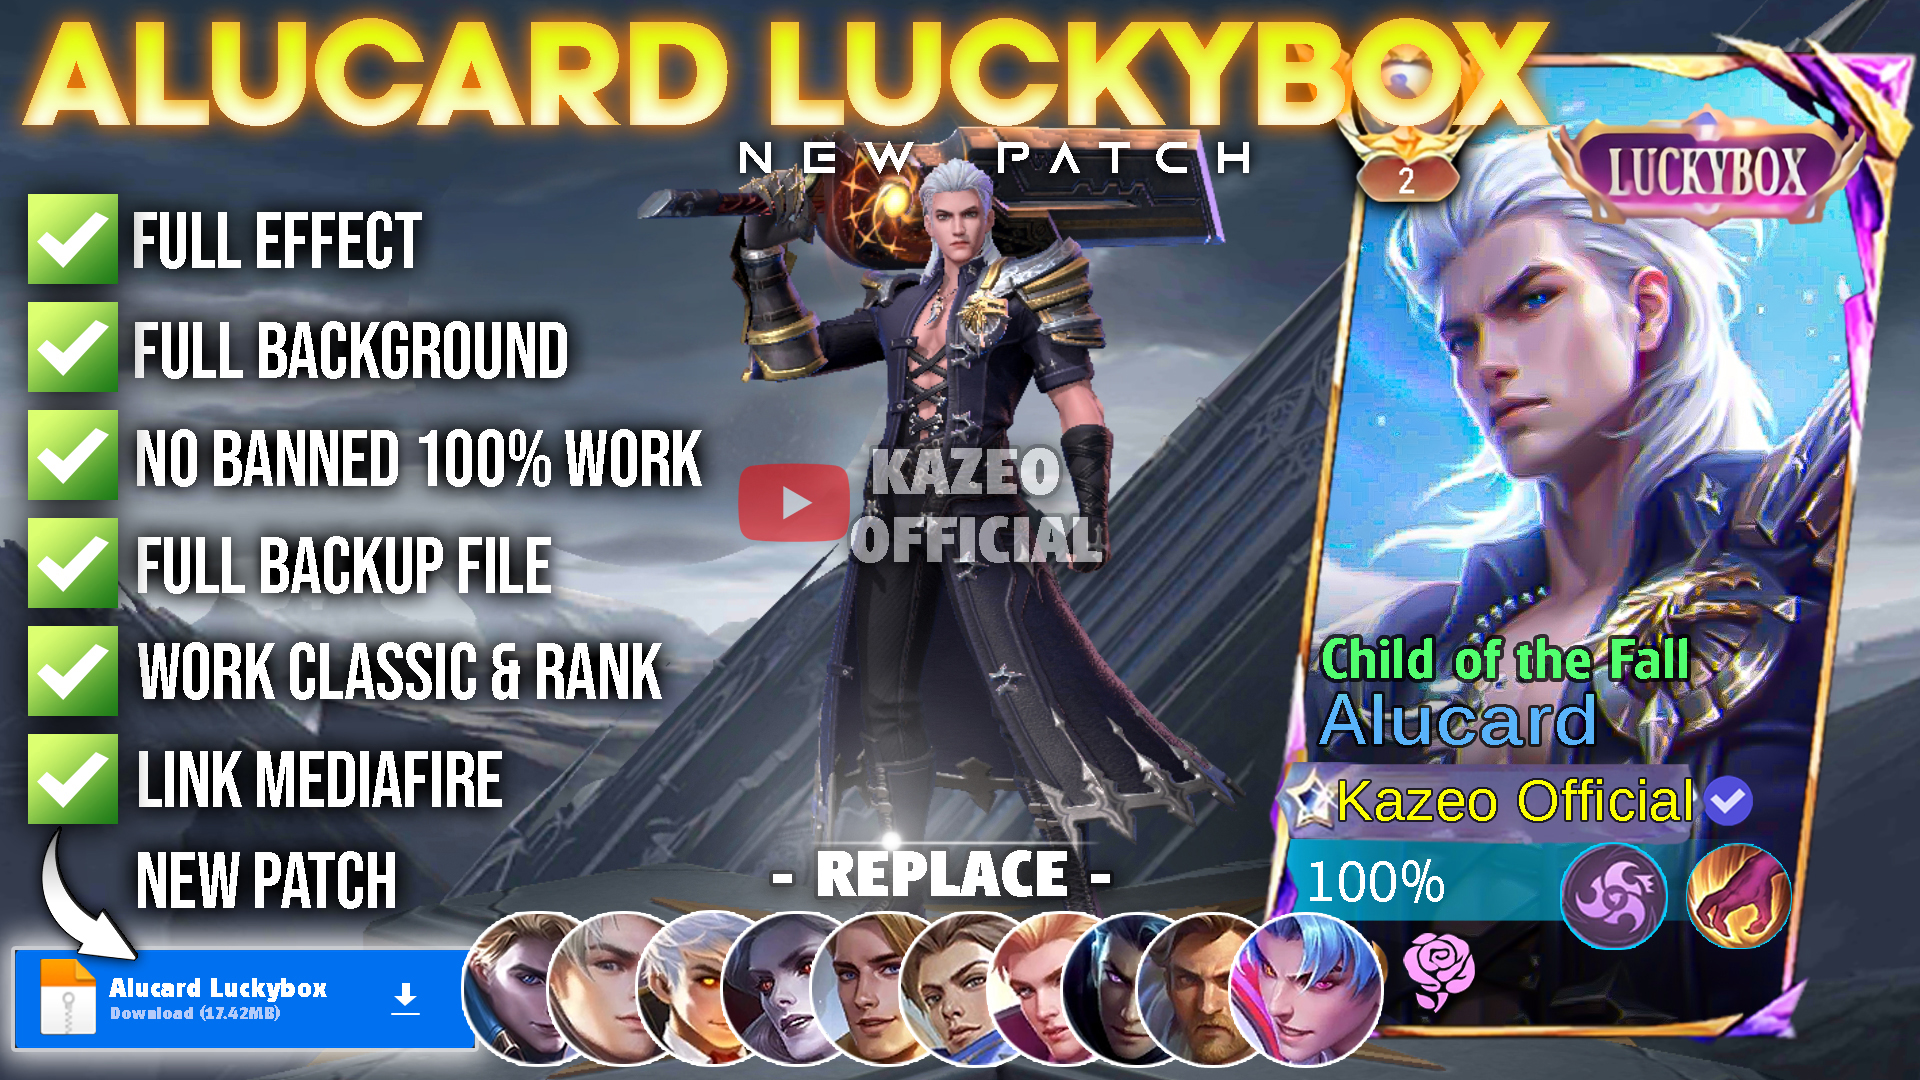 ALUCARD LUCKYBOX
NEW PATCH
FULL EFFECT
FULL BACKGROUND
NO BANNED 100% WORK
FULL BACKUP FILE
WORK CLASSIC & RANK
LINK MEDIAFIRE
NEW PATCH
Alucard Luckybox
Download (17.42MB)
KAZEO
OFFICIAL
- REPLACE -
2
LUCKYBOX
Child of the Fall
Alucard
Kazeo Official
100%